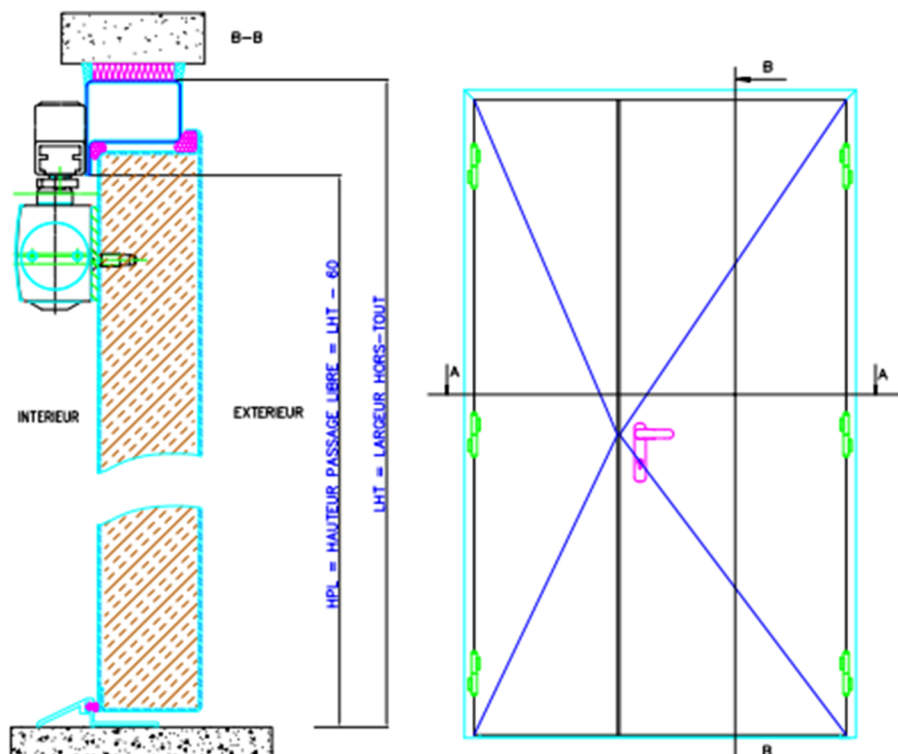 B-B
B
INTERIEUR
EXTERIEUR
HPL = HAUTEUR PASSAGE LIBRE = LHT - 60
LHT = LARGEUR HORS-TOUT
A
A
B